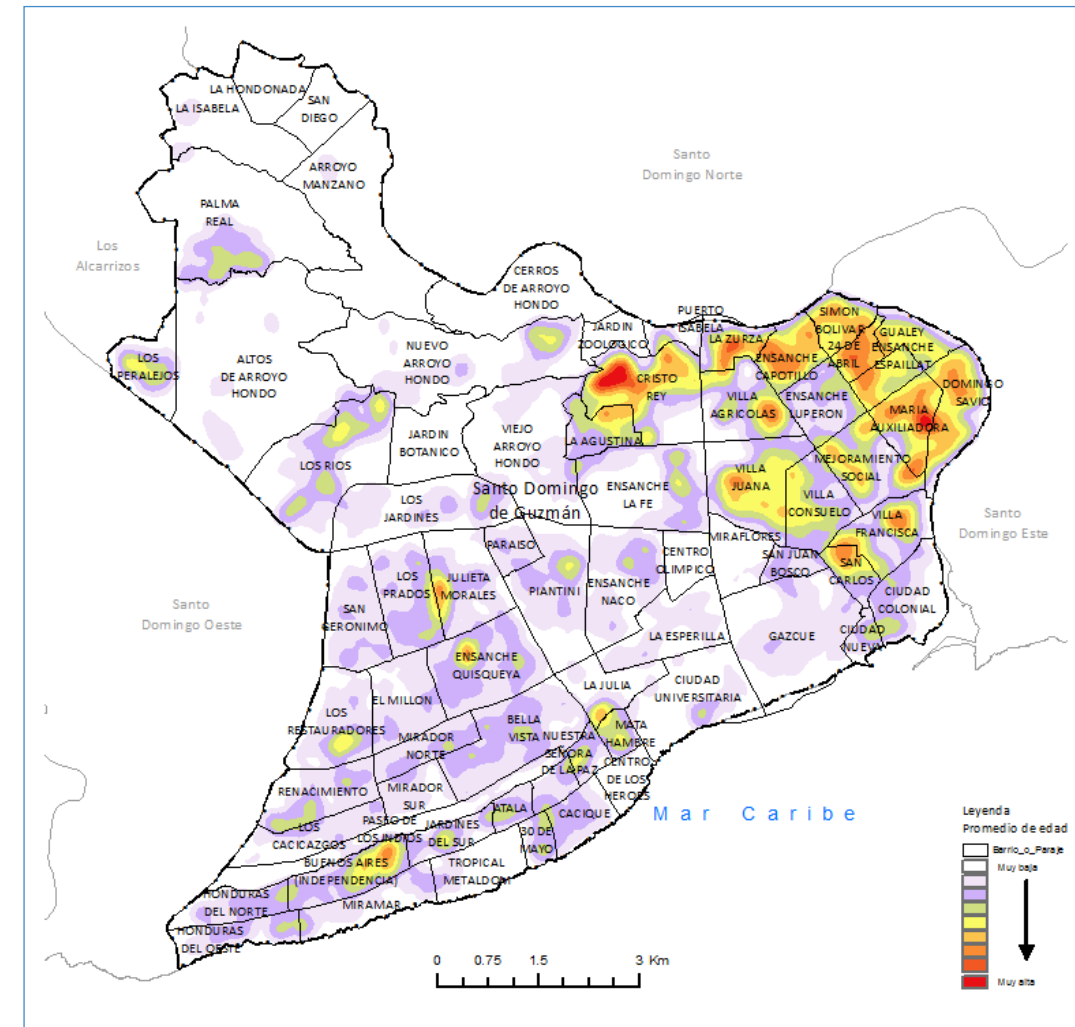 LA HONDONADA
LA ISABELA
SAN
DIEGO
ARROYO
MANZANO
Santo
Domingo Norte
PALMA
REAL
Los
Alcarrizos
CERROS
DE ARROYO
HONDO
PUERTO
ISABELA
JARDIN
ZOOLOGICO
LA ZURZA
SIMON
BOLIVAR
24 DE
ABRIL
GUALEY
ENSANCHE
ESPAILLAT
ENSANCHE
CAPOTILLO
LOS
PERALEJOS
ALTOS
DE ARROYO
HONDO
NUEVO
ARROYO
HONDO
CRISTO
REY
VILLA
AGRICOLAS
ENSANCHE
LUPERON
DOMINGO
SAVIO
MARIA
AUXILIADORA
JARDIN
BOTANICO
VIEJO
ARROYO
HONDO
LA AGUSTINA
LOS RIOS
MEJORAMIENTO
SOCIAL
VILLA
JUANA
ENSANCHE
LA FE
VILLA
CONSUELO
Santo Domingo
de Guzmán
LOS
JARDINES
VILLA
FRANCISCA
Santo
Domingo Este
MIRAFLORES
PARAISO
CENTRO
OLIMPICO
SAN JUAN
BOSCO
SAN
CARLOS
LOS
PRADOS
JULIETA
MORALES
PIANTINI
ENSANCHE
NACO
CIUDAD
COLONIAL
Santo
Domingo Oeste
SAN
GERONIMO
LA ESPERILLA
GAZCUE
CIUDAD
NUEVA
ENSANCHE
QUISQUEYA
LA JULIA
CIUDAD
UNIVERSITARIA
EL MILLON
LOS
RESTAURADORES
BELLA
VISTA
MATA
HAMBRE
MIRADOR
NORTE
NUESTRA
SEÑORA
DE LA PAZ
CENTRO
DE LOS
HEROES
RENACIMIENTO
MIRADOR
SUR
LOS
CACICAZGOS
PASEO DE
LOS INDIOS
JARDINES
DEL SUR
ATALA
CACIQUE
30 DE
MAYO
Mar Caribe
BUENOS AIRES
(INDEPENDENCIA)
TROPICAL
METALDOM
HONDURAS
DEL NORTE
MIRAMAR
HONDURAS
DEL OESTE
0 0.75 1.5 3 Km
Leyenda
Promedio de edad
Barrio_o_Paraje
Muy baja
Muy alta